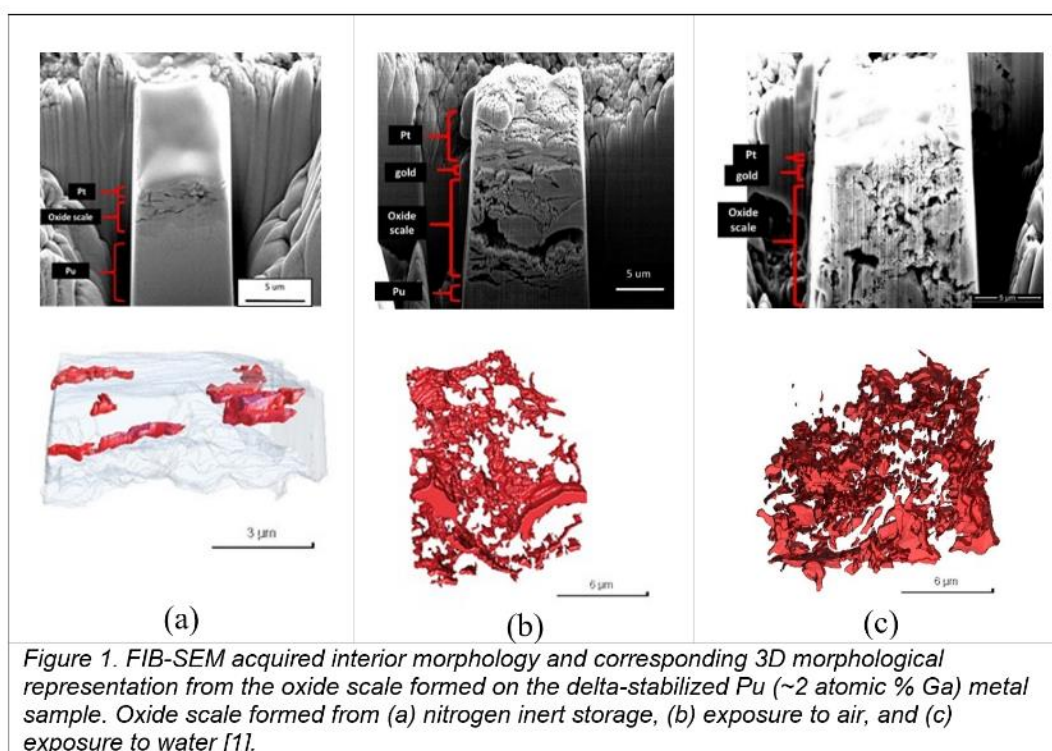 Pt
Oxide scale
Pu
5 um
Pt
gold
Oxide
scale
Pu
5 um
Pt
gold
Oxide
scale
5 µm
3 µm
6 µm
6 µm
(a)
(b)
(c)
Figure 1. FIB-SEM acquired interior morphology and corresponding 3D morphological
representation from the oxide scale formed on the delta-stabilized Pu (~2 atomic % Ga) metal
sample. Oxide scale formed from (a) nitrogen inert storage, (b) exposure to air, and (c)
exposure to water [1].